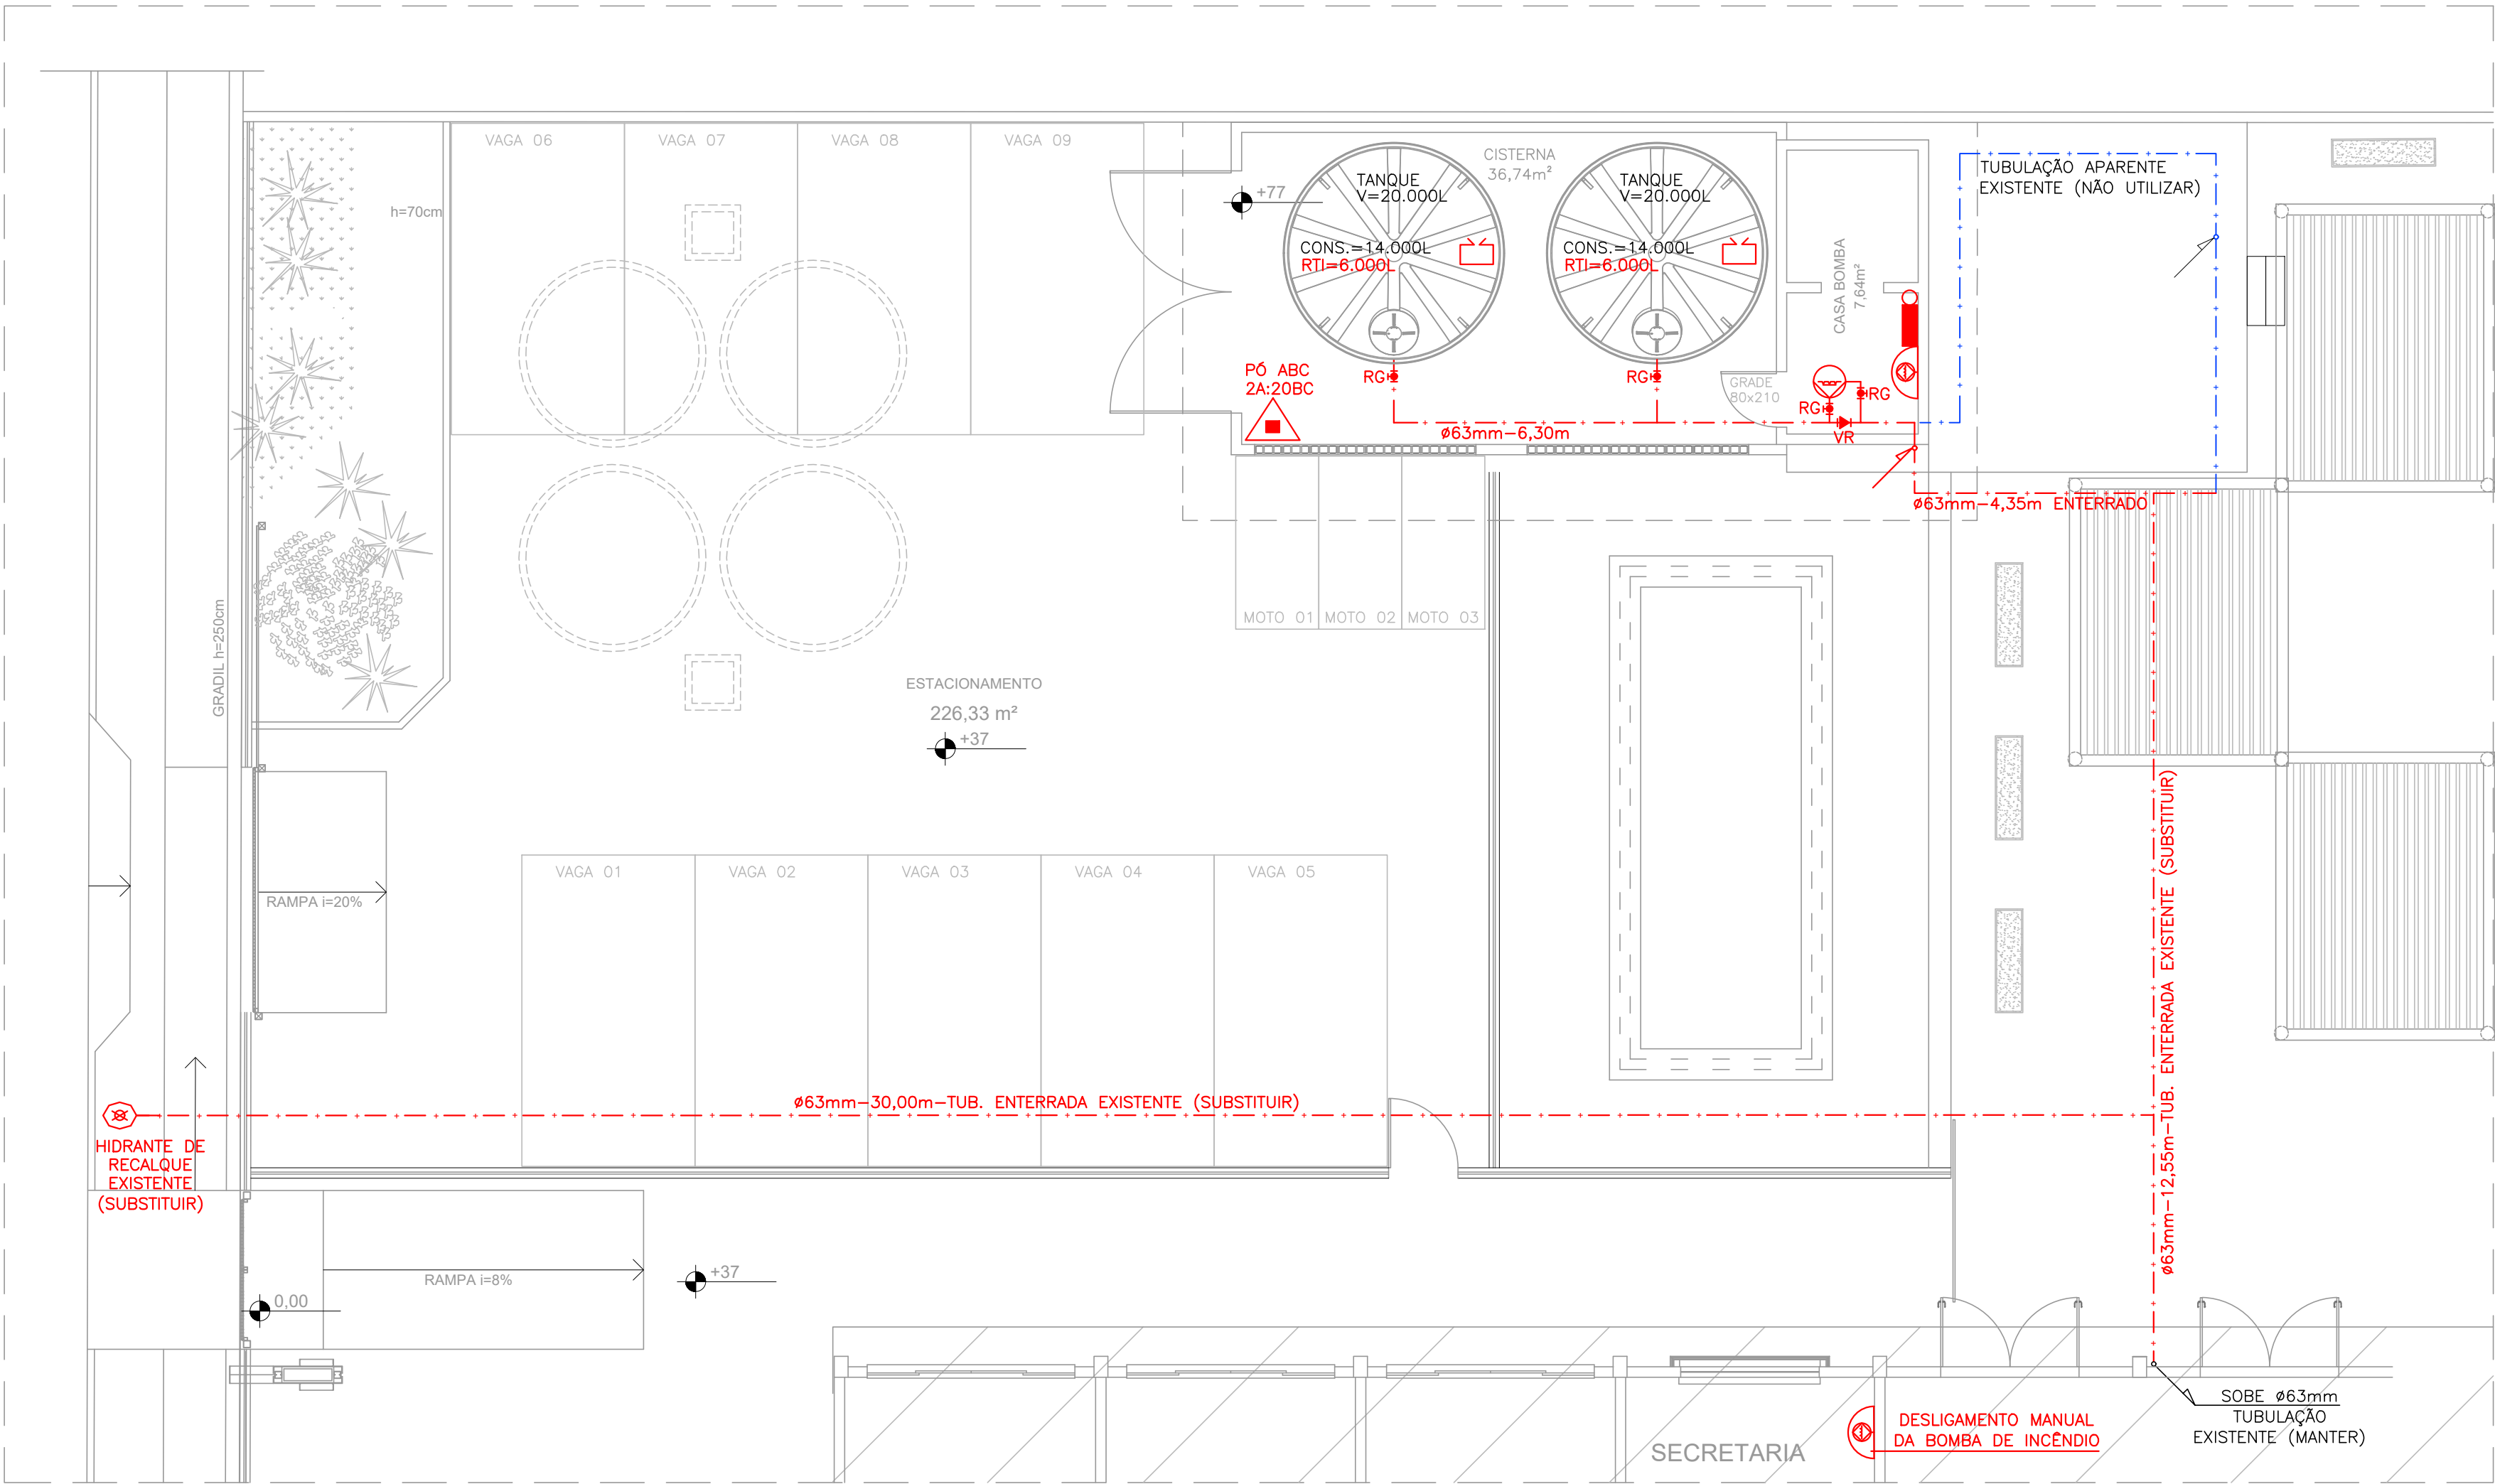 VAGA 06
VAGA 07
VAGA 08
VAGA 09
h=70cm
+77
CISTERNA
36,74m²
TANQUE
V=20.000L
CONS.=14.000L
RTI=6.000L
TANQUE
V=20.000L
CONS.=14.000L
RTI=6.000L
CASA BOMBA
7,64m²
TUBULAÇÃO APARENTE
EXISTENTE (NÃO UTILIZAR)
PÓ ABC
2A:20BC
RG
RG
GRADE
80x210
RG
RG
VR
ø63mm-6,30m
ø63mm-4,35m ENTERRADO
MOTO 01
MOTO 02
MOTO 03
GRADIL h=250cm
ESTACIONAMENTO
226,33 m²
+37
VAGA 01
VAGA 02
VAGA 03
VAGA 04
VAGA 05
RAMPA i=20%
ø63mm-12,55m-TUB. ENTERRADA EXISTENTE (SUBSTITUIR)
ø63mm-30,00m-TUB. ENTERRADA EXISTENTE (SUBSTITUIR)
HIDRANTE DE
RECALQUE
EXISTENTE
(SUBSTITUIR)
RAMPA i=8%
+37
0,00
SECRETARIA
DESLIGAMENTO MANUAL
DA BOMBA DE INCÊNDIO
SOBE ø63mm
TUBULAÇÃO
EXISTENTE (MANTER)